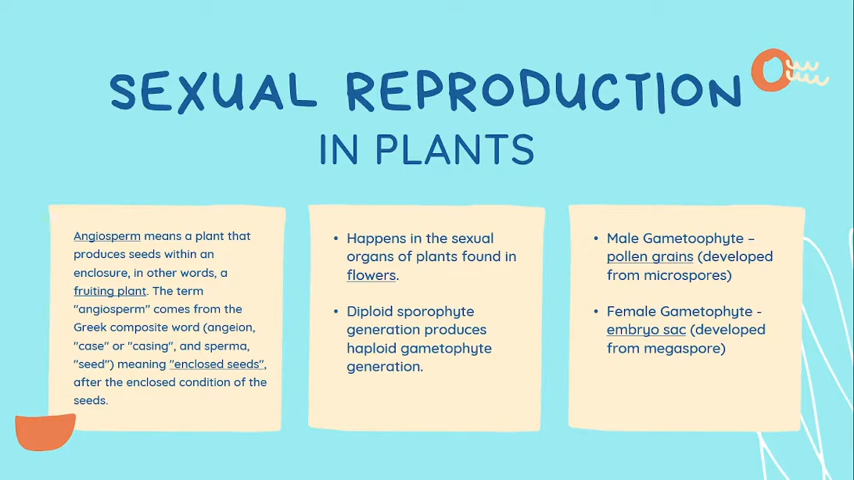 SEXUAL REPRODUCTION
IN PLANTS
Angiosperm means a plant that
produces seeds within an
enclosure, in other words, a
fruiting plant. The term
"angiosperm" comes from the
Greek composite word (angeion,
"case" or "casing", and sperma,
"seed") meaning "enclosed seeds",
after the enclosed condition of the
seeds.
• Happens in the sexual
organs of plants found in
flowers.
• Diploid sporophyte
generation produces
haploid gametophyte
generation.
• Male Gametoophyte –
pollen grains (developed
from microspores)
• Female Gametophyte -
embryo sac (developed
from megaspore)